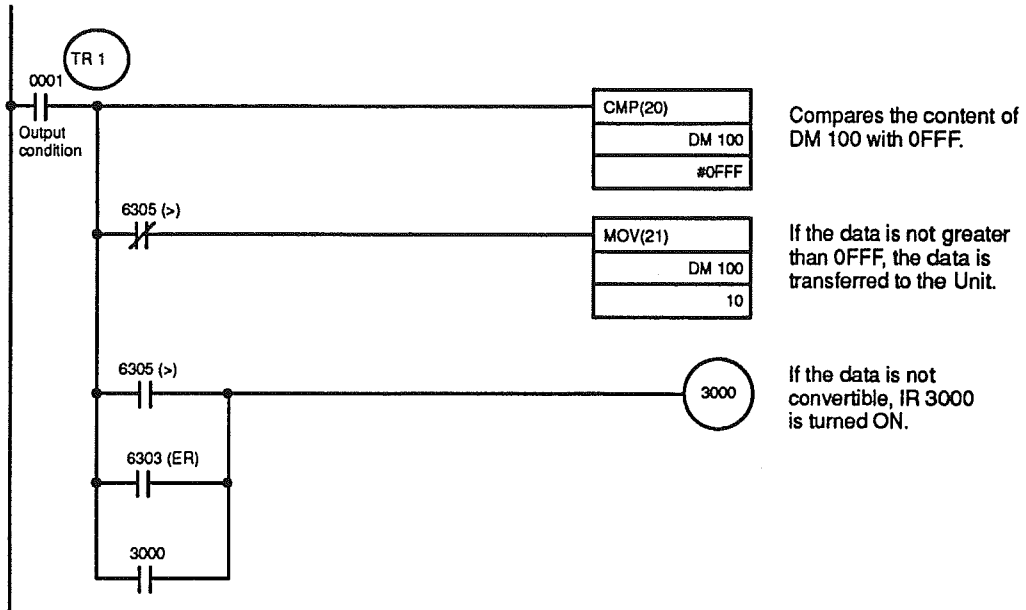 TR 1
0001
Output
condition
CMP(20)
DM 100
#0FFF
Compares the content of
DM 100 with 0FFF.
6305 (>)
MOV(21)
DM 100
10
If the data is not greater
than 0FFF, the data is
transferred to the Unit.
6305 (>)
3000
If the data is not
convertible, IR 3000
is turned ON.
6303 (ER)
3000